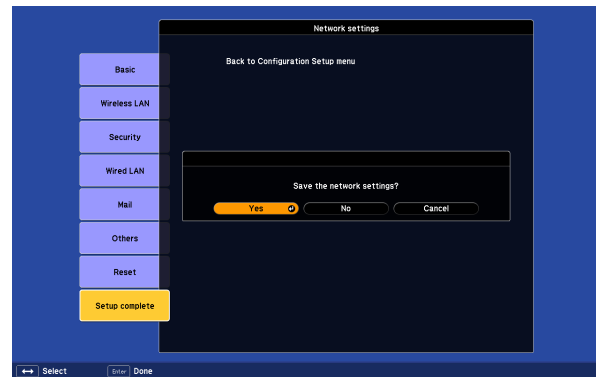 Network settings
Back to Configuration Setup menu
Basic
Wireless LAN
Security
Wired LAN
Mail
Others
Reset
Setup complete
Save the network settings?
Yes No Cancel
Select Enter Done